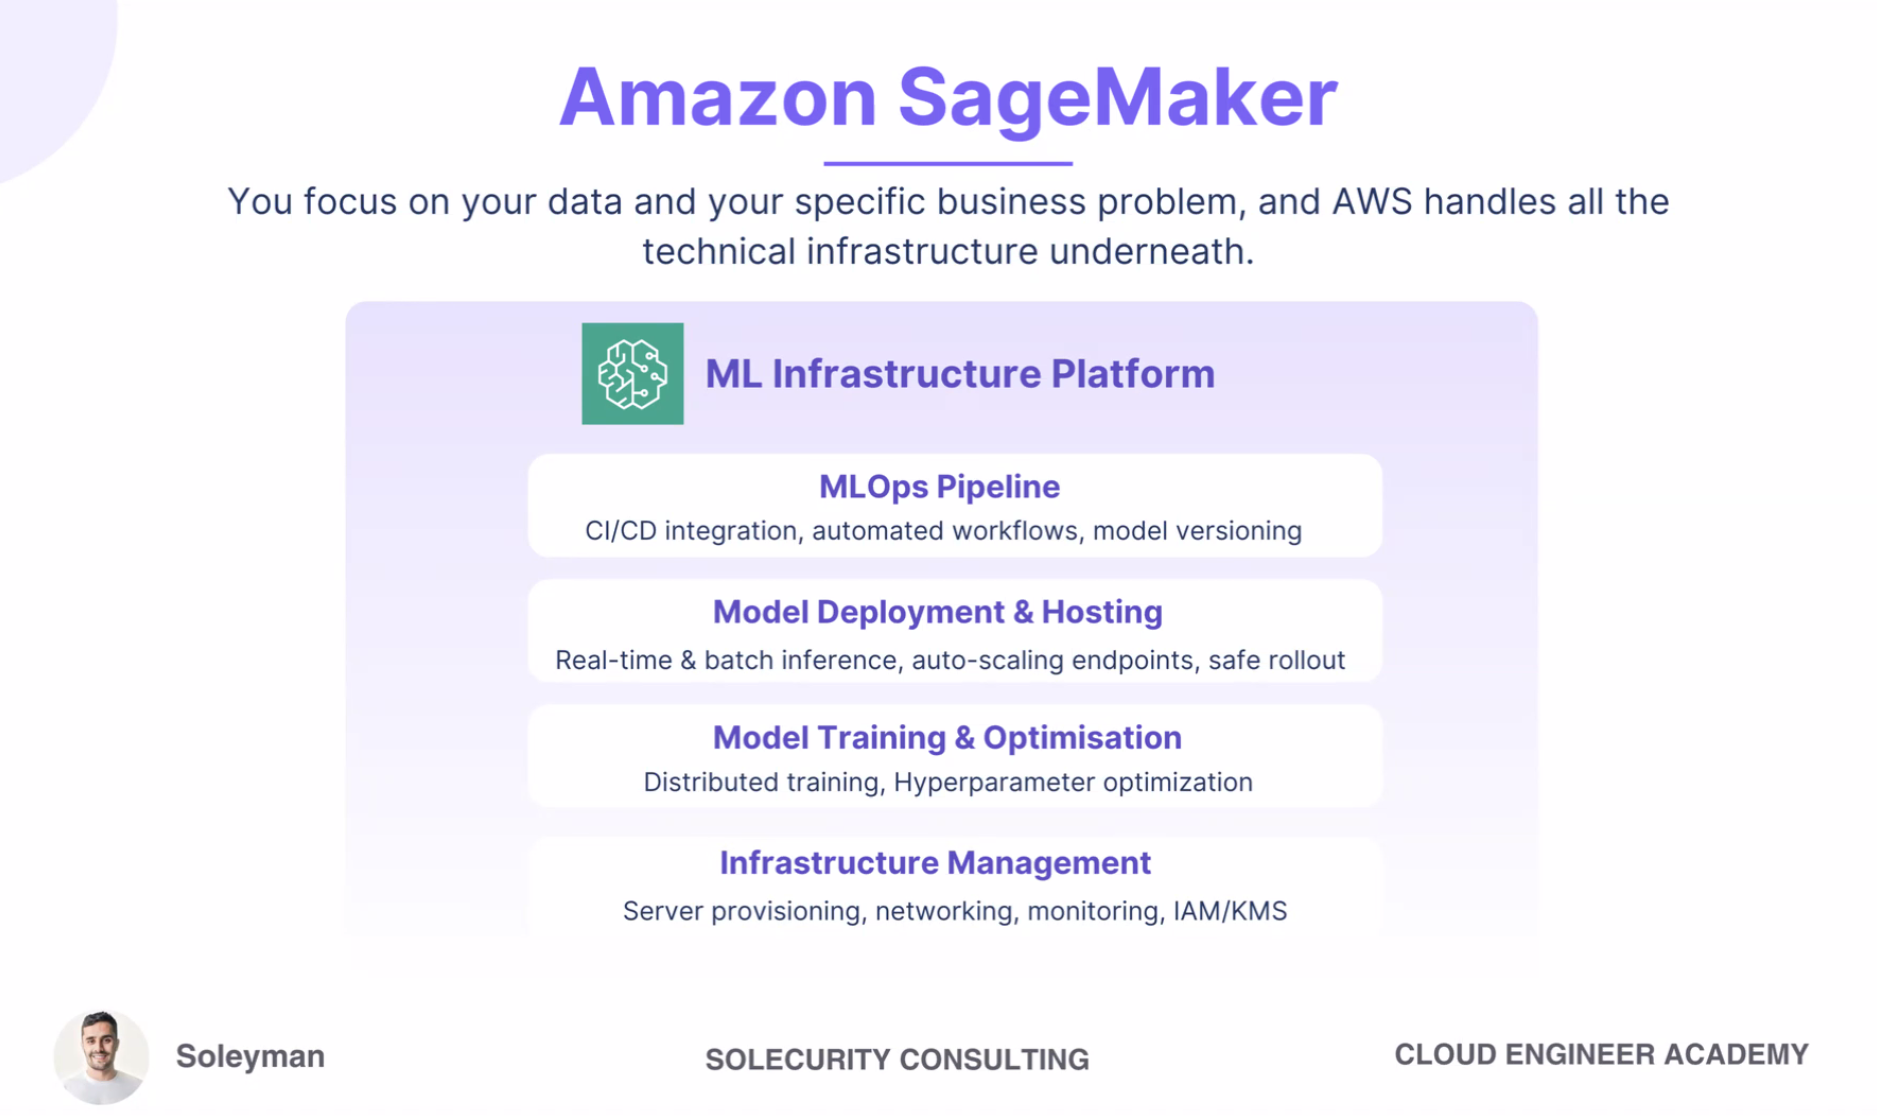 Amazon SageMaker
You focus on your data and your specific business problem, and AWS handles all the
technical infrastructure underneath.
ML Infrastructure Platform
MLOps Pipeline
CI/CD integration, automated workflows, model versioning
Model Deployment & Hosting
Real-time & batch inference, auto-scaling endpoints, safe rollout
Model Training & Optimisation
Distributed training, Hyperparameter optimization
Infrastructure Management
Server provisioning, networking, monitoring, IAM/KMS
Soleyman
SOLECURITY CONSULTING
CLOUD ENGINEER ACADEMY